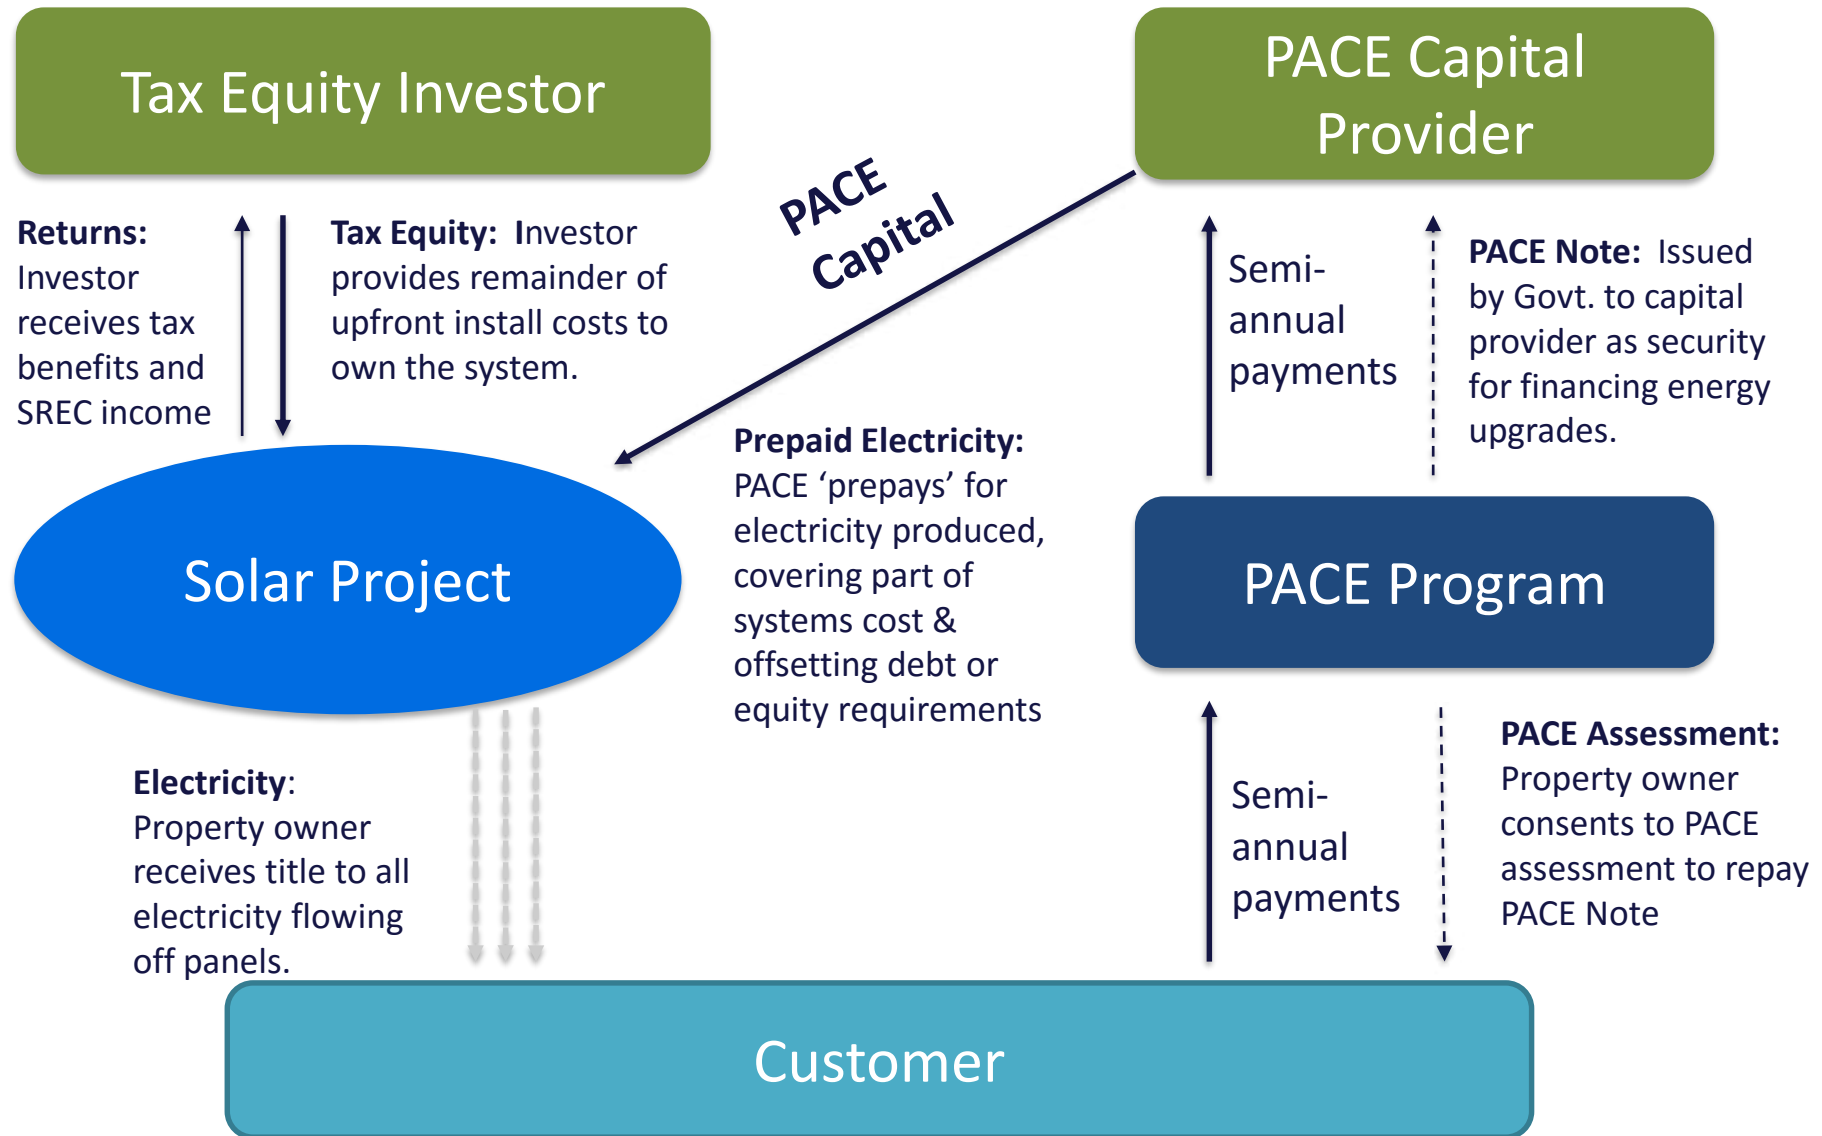 Tax Equity Investor
PACE Capital
Provider
PACE
Capital
Returns:
Investor
receives tax
benefits and
SREC income
Tax Equity:  Investor
provides remainder of
upfront install costs to
own the system.
Semi-
annual
payments
PACE Note:  Issued
by Govt. to capital
provider as security
for financing energy
upgrades.
Prepaid Electricity:
PACE ‘prepays’ for
electricity produced,
covering part of
systems cost &
offsetting debt or
equity requirements
Solar Project
PACE Program
Electricity:
Property owner
receives title to all
electricity flowing
off panels.
Semi-
annual
payments
PACE Assessment:
Property owner
consents to PACE
assessment to repay
PACE Note
Customer